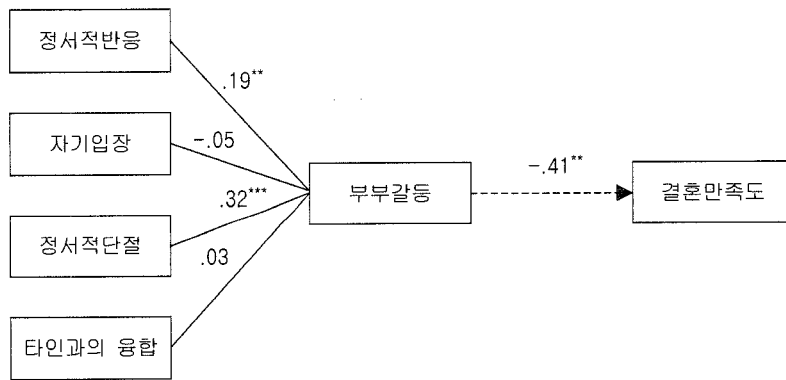 정서적반응
.19**
자기입장
-.05
정서적단절
.32***
.03
타인과의 융합
부부갈등
-.41**
결혼만족도